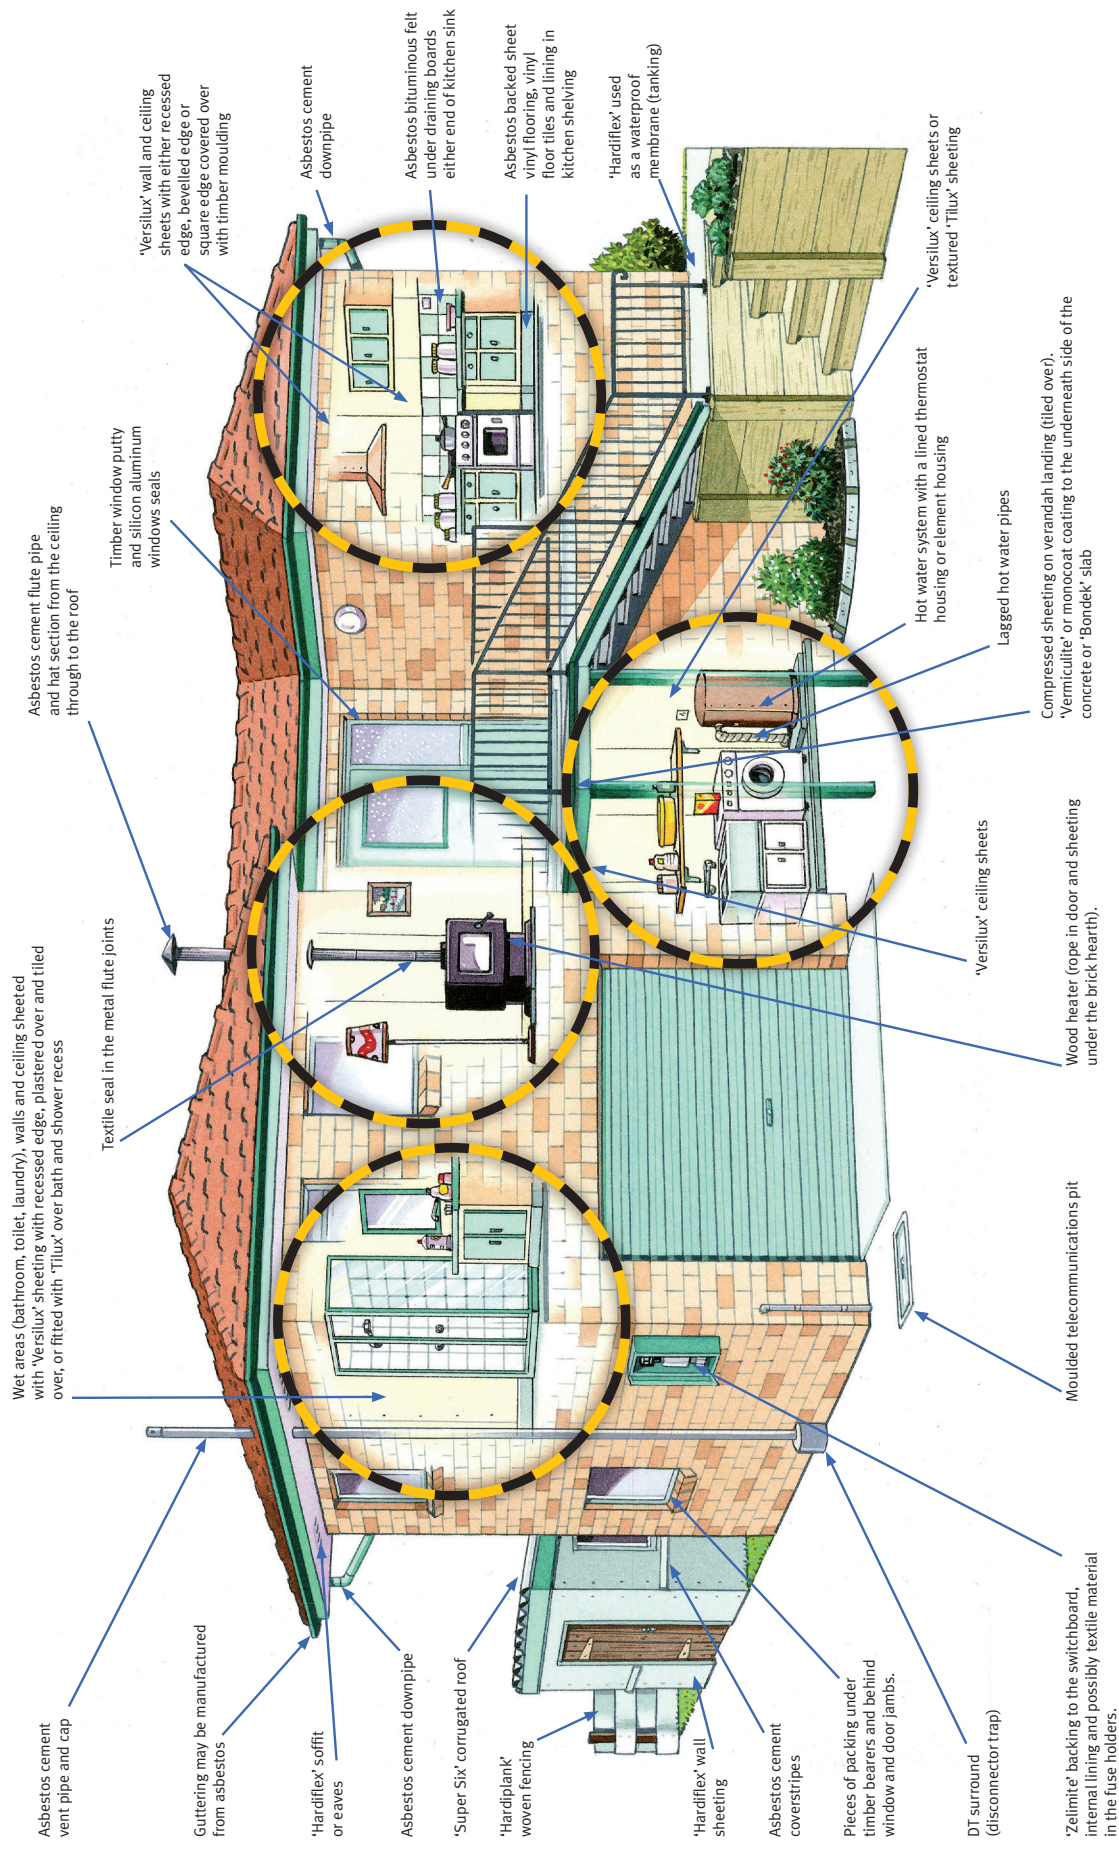 Asbestos cement
vent pipe and cap
Wet areas (bathroom, toilet, laundry), walls and ceiling sheeted
with ‘Versilux’ sheeting with recessed edge, plastered over and tiled
over, or fitted with ‘Tilux’ over bath and shower recess
Textile seal in the metal flute joints
Asbestos cement flute pipe
and hat section from the ceiling
through to the roof
Timber window putty
and silicon aluminum
windows seals
‘Versilux’ wall and ceiling
sheets with either recessed
edge, bevelled edge or
square edge covered over
with timber moulding
Asbestos cement
downpipe
Asbestos bituminous felt
under draining boards
either end of kitchen sink
Asbestos backed sheet
vinyl flooring, vinyl
floor tiles and lining in
kitchen shelving
‘Hardiflex’ used
as a waterproof
membrane (tanking)
Guttering may be manufactured
from asbestos
‘Hardiflex’ soffit
or eaves
Asbestos cement downpipe
‘Super Six’ corrugated roof
‘Hardiplank’
woven fencing
‘Hardiflex’ wall
sheeting
Asbestos cement
coverstripes
Pieces of packing under
timber bearers and behind
window and door jambs.
DT surround
(disconnector trap)
‘Zelimite’ backing to the switchboard,
internal lining and possibly textile material
in the fuse holders.
Moulded telecommunications pit
Wood heater (rope in door and sheeting
under the brick hearth).
‘Versilux’ ceiling sheets
‘Versilux’ ceiling sheets or
textured ‘Tilux’ sheeting
Hot water system with a lined thermostat
housing or element housing
Lagged hot water pipes
Compressed sheeting on verandah landing (tiled over).
‘Vermiculite’ or monocoat coating to the underneath side of the
concrete or ‘Bondek’ slab